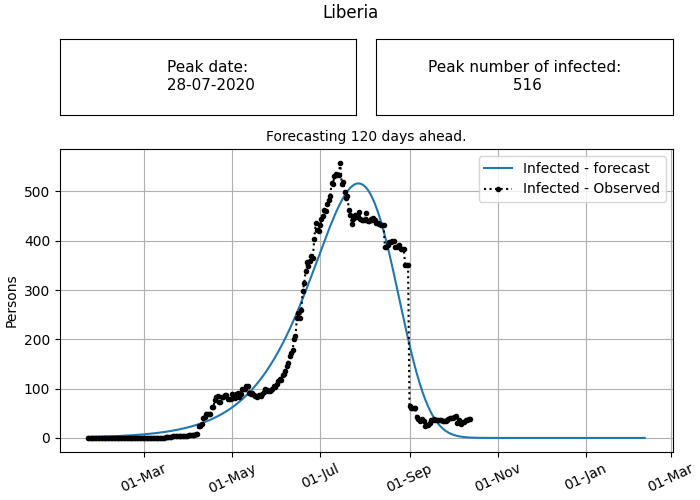 Liberia
Peak date:
28-07-2020
Peak number of infected:
516
Forecasting 120 days ahead.
Infected - forecast
Infected - Observed
Persons
500
400
300
200
100
0
01-Mar
01-May
01-Jul
01-Sep
01-Nov
01-Jan
01-Mar